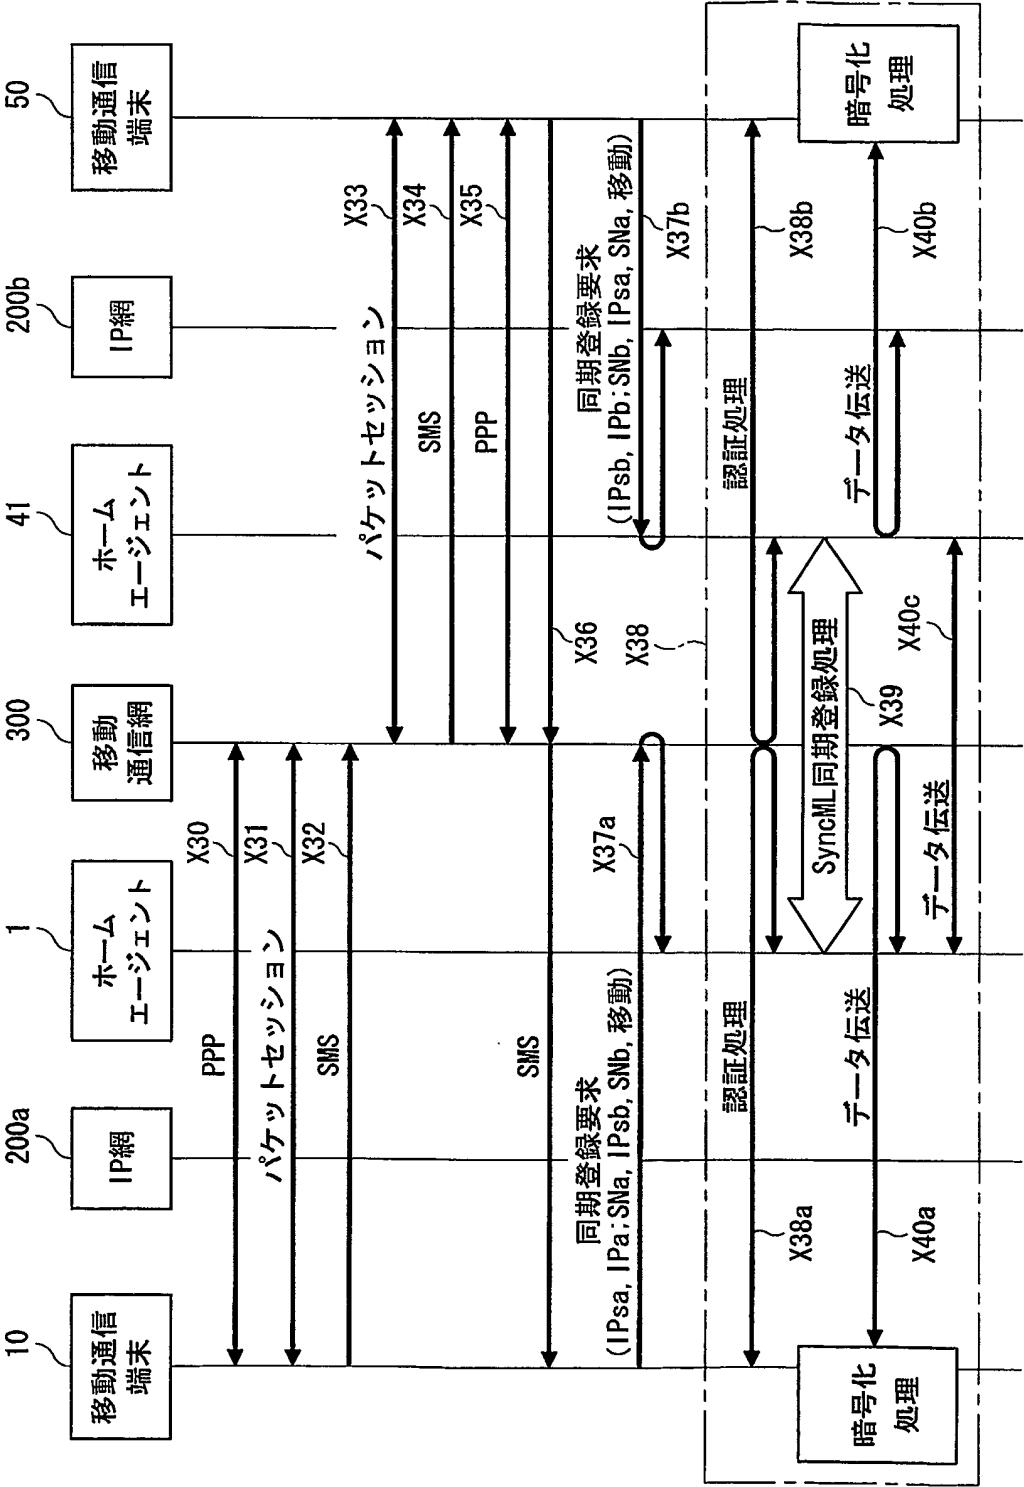 10
200a
1
300
41
200b
50
移動通信
端末
IP網
ホーム
エージェント
移動
通信網
ホーム
エージェント
IP網
移動通信
端末
PPP
X30
パケットセッション
X31
SMS
X32
パケットセッション
X33
SMS
X34
PPP
X35
SMS
X36
同期登録要求
(IPsa, IPa;SNa, IPsb, SNb, 移動)
X37a
同期登録要求
(IPsb, IPb;SNb, IPsa, SNa, 移動)
X37b
X38
認証処理
X38a
認証処理
X38b
SyncML同期登録処理
X39
データ伝送
X40a
データ伝送
X40b
データ伝送
X40c
暗号化
処理
暗号化
処理